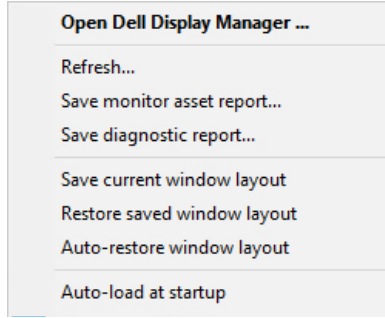 Open Dell Display Manager ...
Refresh...
Save monitor asset report...
Save diagnostic report...
Save current window layout
Restore saved window layout
Auto-restore window layout
Auto-load at startup